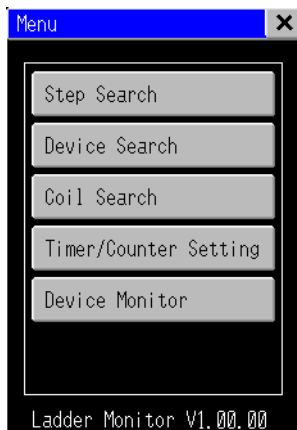 Menu
Step Search
Device Search
Coil Search
Timer/Counter Setting
Device Monitor
Ladder Monitor V1.00.00